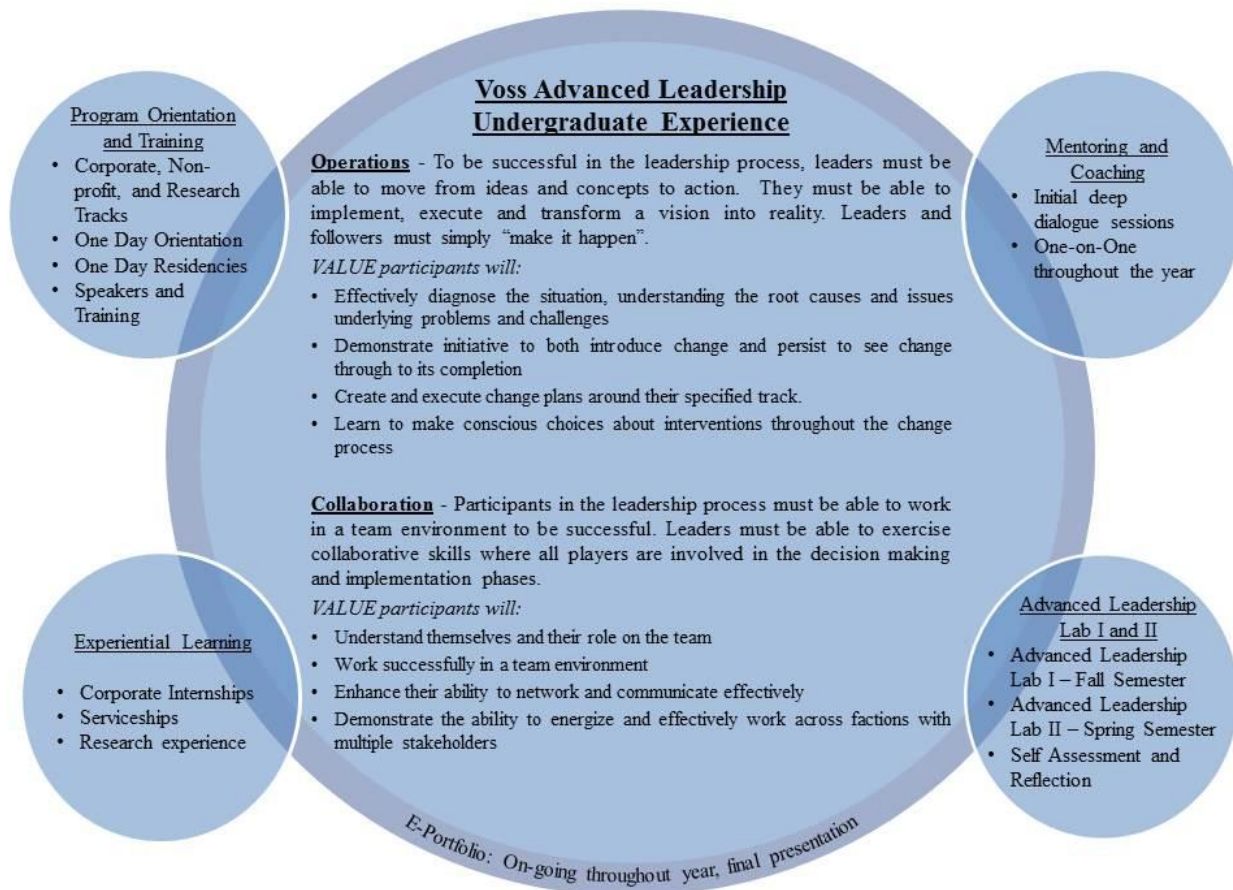 Voss Advanced Leadership
Undergraduate Experience
Operations - To be successful in the leadership process, leaders must be
able to move from ideas and concepts to action. They must be able to
implement, execute and transform a vision into reality. Leaders and
followers must simply “make it happen”.
VALUE participants will:
• Effectively diagnose the situation, understanding the root causes and issues
underlying problems and challenges
• Demonstrate initiative to both introduce change and persist to see change
through to its completion
• Create and execute change plans around their specified track.
• Learn to make conscious choices about interventions throughout the change
process
Collaboration - Participants in the leadership process must be able to work
in a team environment to be successful. Leaders must be able to exercise
collaborative skills where all players are involved in the decision making
and implementation phases.
VALUE participants will:
• Understand themselves and their role on the team
• Work successfully in a team environment
• Enhance their ability to network and communicate effectively
• Demonstrate the ability to energize and effectively work across factions with
multiple stakeholders
Program Orientation
and Training
• Corporate, Non-
profit, and Research
Tracks
• One Day Orientation
• One Day Residencies
• Speakers and
Training
Mentoring and
Coaching
• Initial deep
dialogue sessions
• One-on-One
throughout the year
Experiential Learning
• Corporate Internships
• Serviceships
• Research experience
Advanced Leadership
Lab I and II
• Advanced Leadership
Lab I – Fall Semester
• Advanced Leadership
Lab II – Spring Semester
• Self Assessment and
Reflection
E-Portfolio: On-going throughout year, final presentation